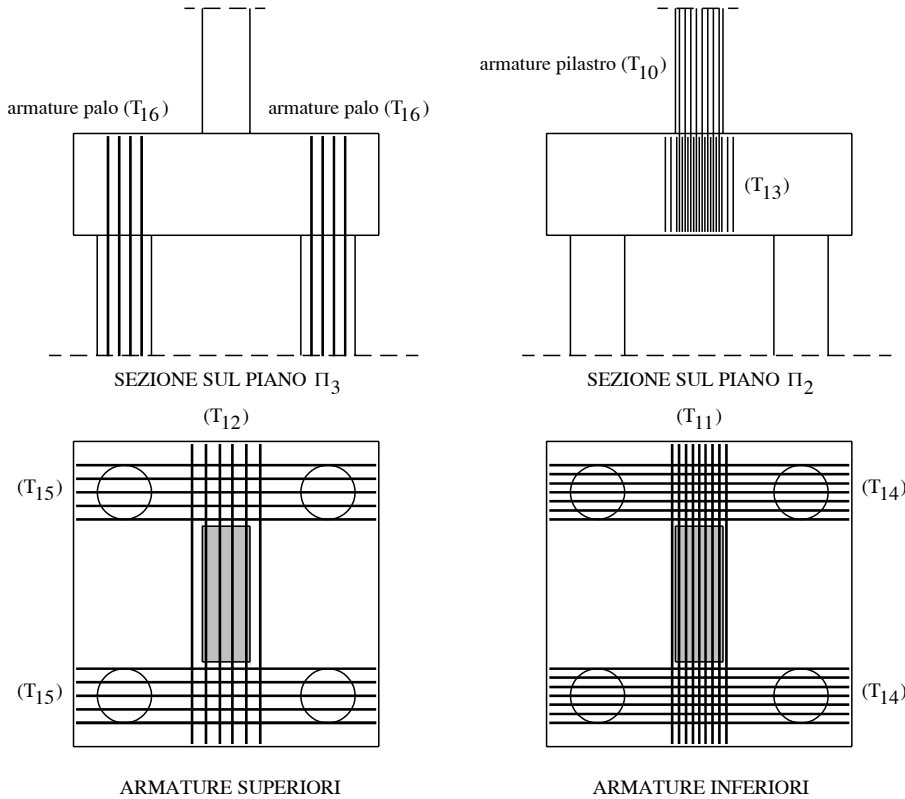 armature palo (T16)
armature palo (T16)
SEZIONE SUL PIANO Π3
armature pilastro (T10)
(T13)
SEZIONE SUL PIANO Π2
(T12)
(T15)
(T15)
ARMATURE SUPERIORI
(T11)
(T14)
(T14)
ARMATURE INFERIORI